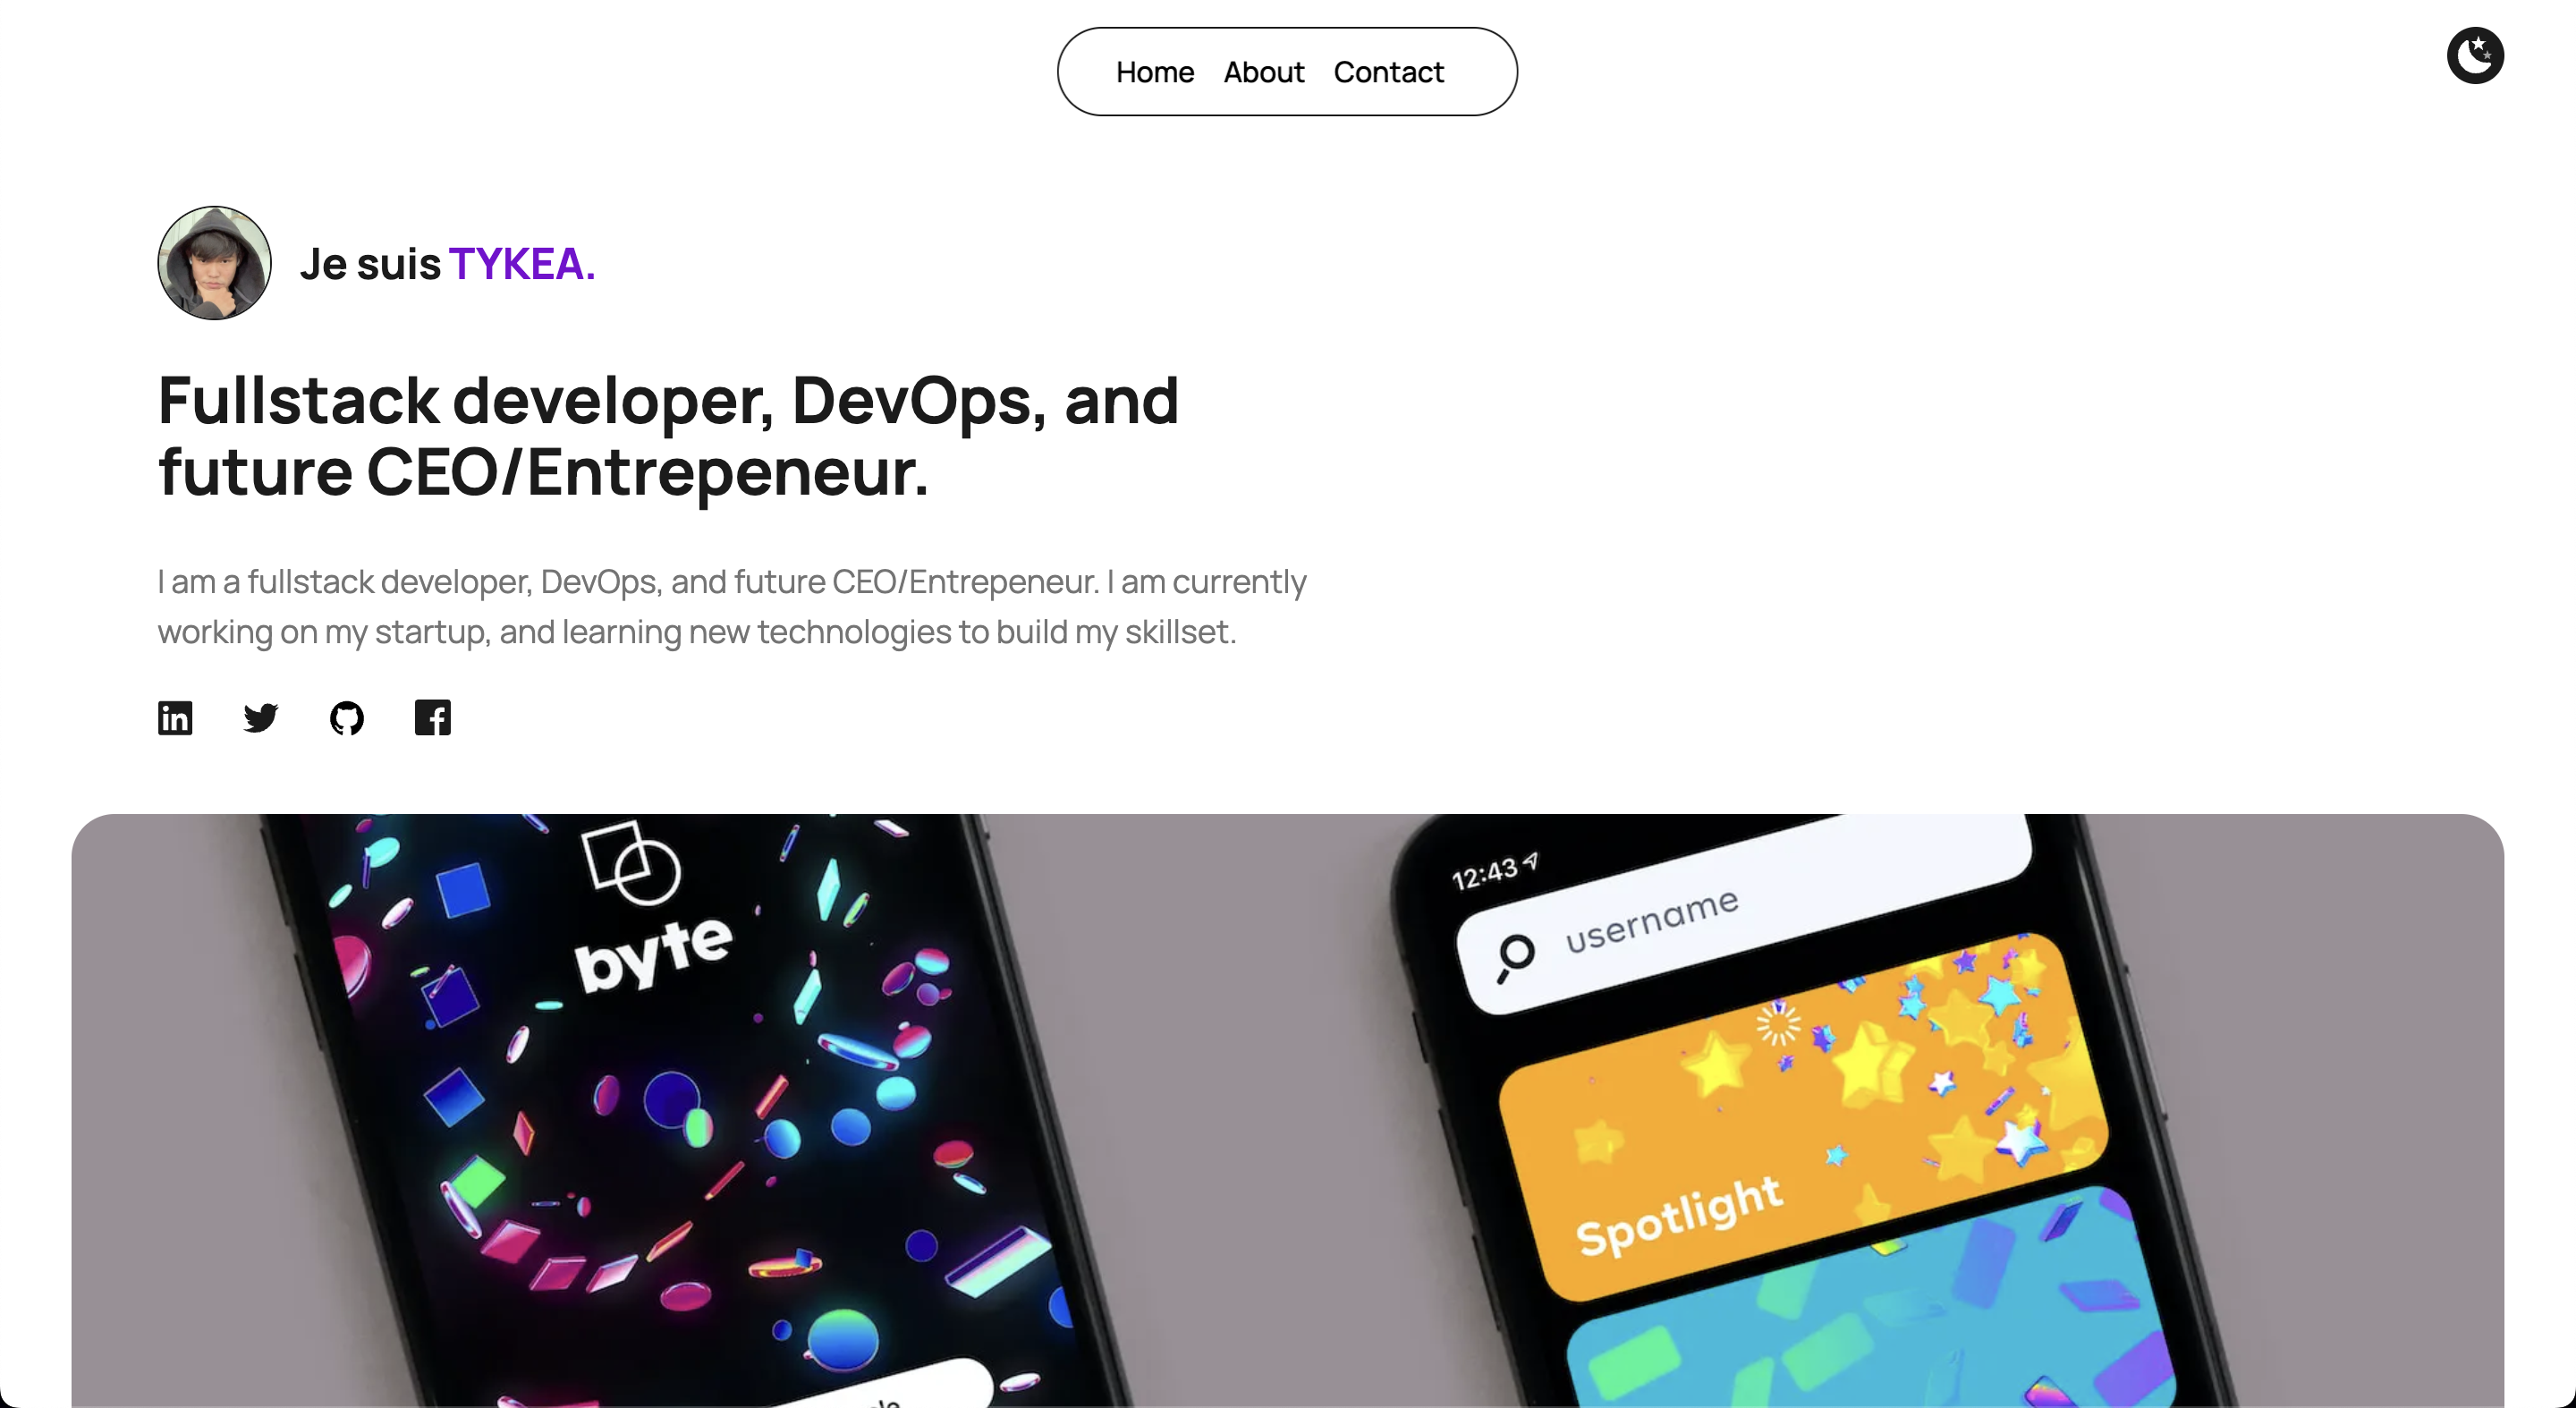 Home About Contact
Je suis TYKEA.
Fullstack developer, DevOps, and
future CEO/Entrepeneur.
I am a fullstack developer, DevOps, and future CEO/Entrepeneur. I am currently
working on my startup, and learning new technologies to build my skillset.
in
byte
12:43
username
Spotlight